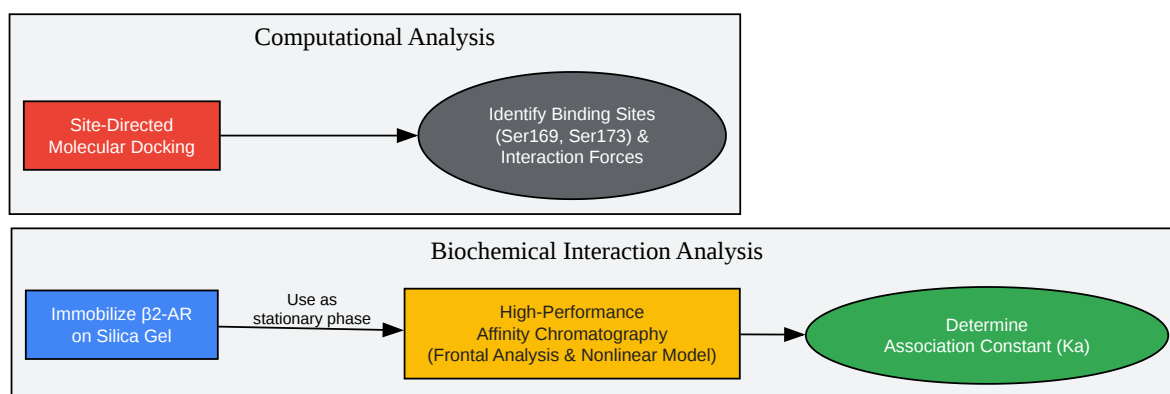 Computational Analysis
Site-Directed
Molecular Docking
Identify Binding Sites
(Ser169, Ser173) &
Interaction Forces
Biochemical Interaction Analysis
Immobilize β2-AR
on Silica Gel
Use as
stationary phase
High-Performance
Affinity Chromatography
(Frontal Analysis & Nonlinear Model)
Determine
Association Constant (Ka)